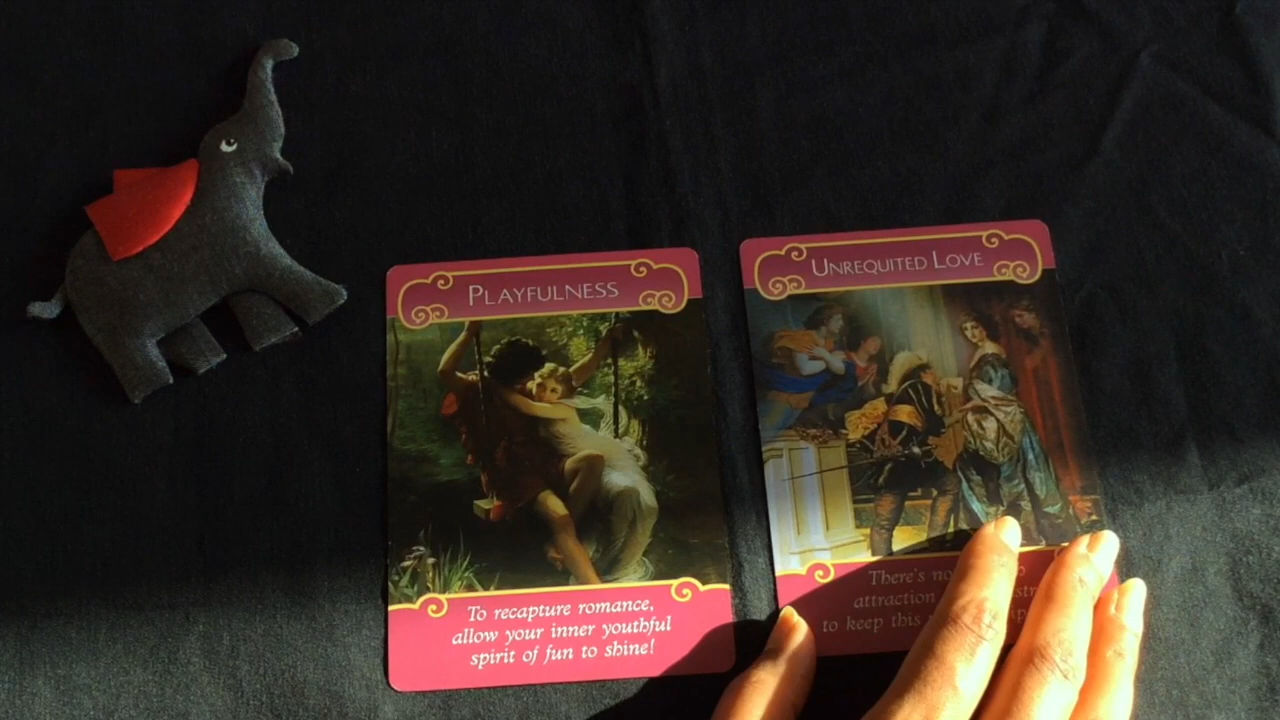 PLAYFULNESS
To recapture romance,
allow your inner youthful
spirit of fun to shine!
UNREQUITED LOVE
There's
attraction
to keep this